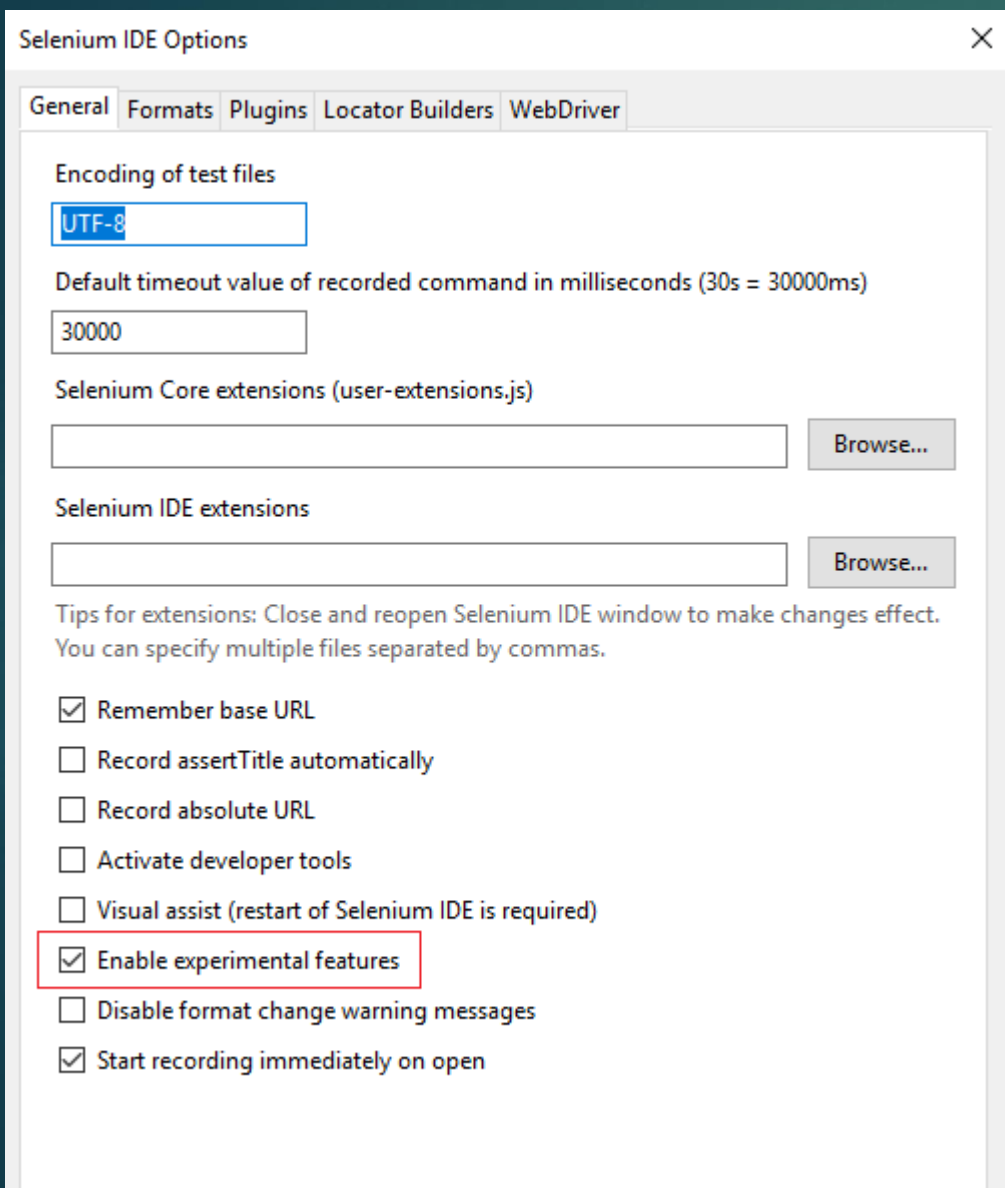 Selenium IDE Options
General Formats Plugins Locator Builders WebDriver
Encoding of test files
UTF-8
Default timeout value of recorded command in milliseconds (30s = 30000ms)
30000
Selenium Core extensions (user-extensions.js)
Browse...
Selenium IDE extensions
Browse...
Tips for extensions: Close and reopen Selenium IDE window to make changes effect.
You can specify multiple files separated by commas.
Remember base URL
Record assertTitle automatically
Record absolute URL
Activate developer tools
Visual assist (restart of Selenium IDE is required)
Enable experimental features
Disable format change warning messages
Start recording immediately on open